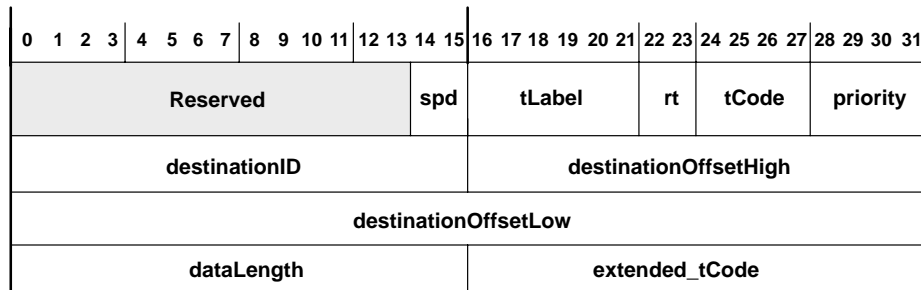 0 1 2 3 4 5 6 7 8 9 10 11 12 13 14 15 16 17 18 19 20 21 22 23 24 25 26 27 28 29 30 31
Reserved spd tLabel rt tCode priority
destinationID destinationOffsetHigh
destinationOffsetLow
dataLength extended_tCode